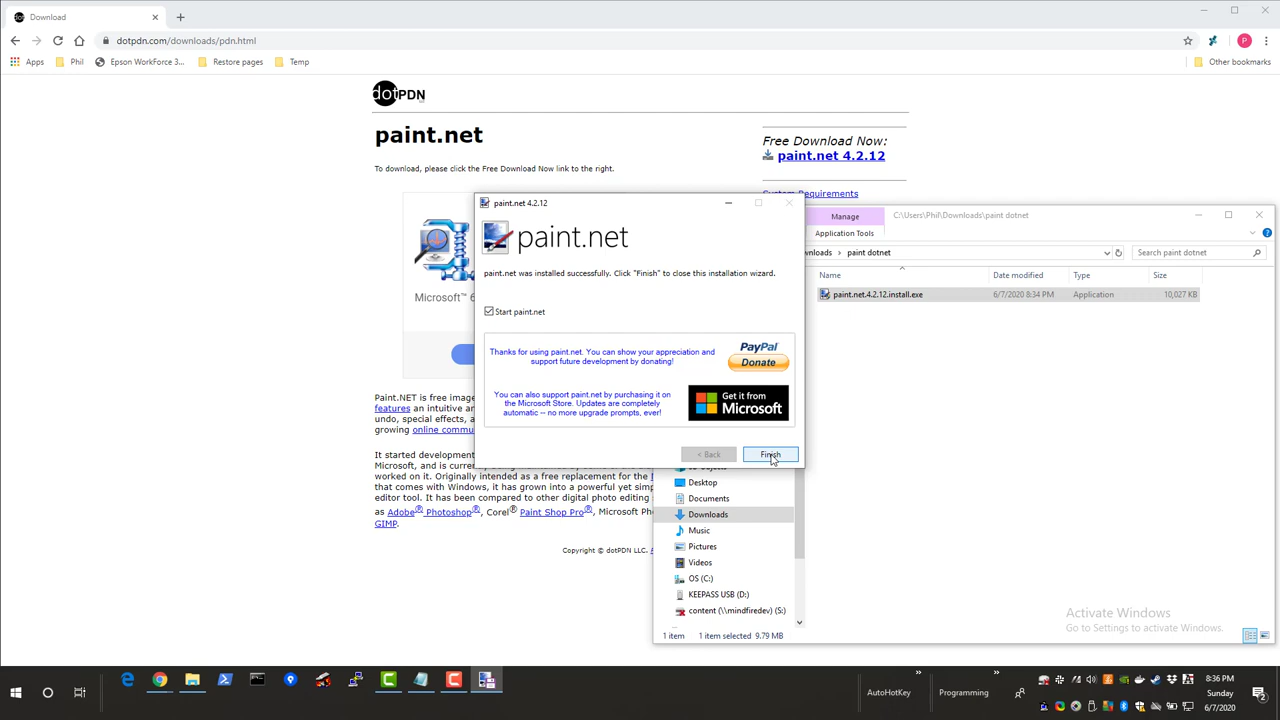 Download
dotpdn.com/downloads/pdn.html
P
Apps
Phil
Epson WorkForce 3...
Restore pages
Temp
Other bookmarks
dotPDN
paint.net
To download, please click the Free Download Now link to the right.
Free Download Now:
paint.net 4.2.12
System Requirements
Microsoft™ 6
Paint.NET is free image
features an intuitive an
undo, special effects, a
growing online commu
It started development
Microsoft, and is current
worked on it. Originally intended as a free replacement for the
that comes with Windows, it has grown into a powerful yet simp
editor tool. It has been compared to other digital photo editing
as Adobe® Photoshop®, Corel® Paint Shop Pro®, Microsoft Pho
GIMP.
Copyright © dotPDN LLC.
paint.net 4.2.12
paint.net
paint.net was installed successfully. Click "Finish" to close this installation wizard.
Start paint.net
Thanks for using paint.net. You can show your appreciation and
support future development by donating!
PayPal
Donate
You can also support paint.net by purchasing it on
the Microsoft Store. Updates are completely
automatic -- no more upgrade prompts, ever!
Get it from
Microsoft
< Back
Finish
Manage
C:\Users\Phil\Downloads\paint dotnet
Application Tools
wnloads
paint dotnet
Search paint dotnet
Name
Date modified
Type
Size
paint.net.4.2.12.install.exe
6/7/2020 8:34 PM
Application
10,027 KB
Desktop
Documents
Downloads
Music
Pictures
Videos
OS (C:)
KEEPASS USB (D:)
content (\\mindfiredev) (S:)
1 item
1 item selected
9.79 MB
Activate Windows
Go to Settings to activate Windows.
AutoHotKey
Programming
8:36 PM
Sunday
6/7/2020
2